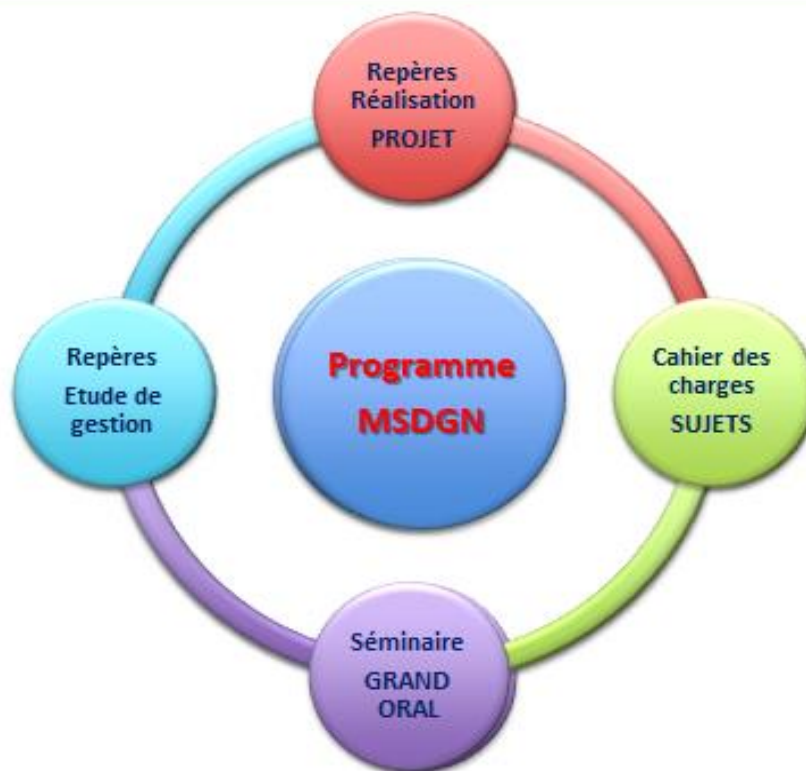 Repères
Réalisation
PROJET
Repères
Etude de
gestion
Programme
MSDGN
Cahier des
charges
SUJETS
Séminaire
GRAND
ORAL